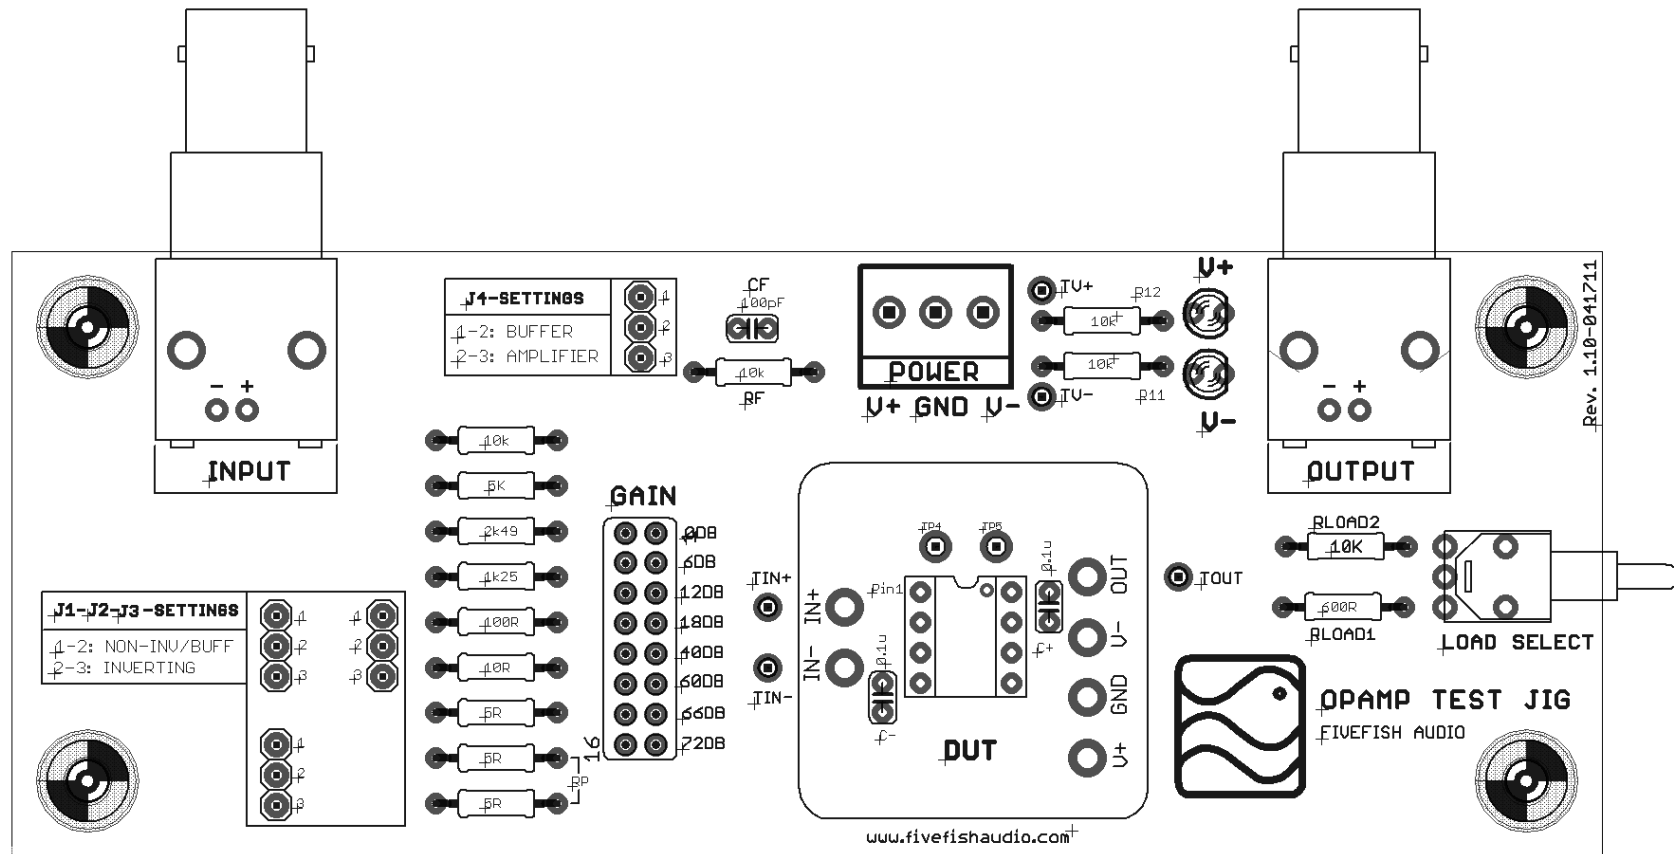 J4-SETTINGS
1-2: BUFFER
2-3: AMPLIFIER
1
2
3
CF
100pF
10k
RF
POWER
V+ GND V-
TV+
R12
10k
10k
TV-
R11
V+
V-
- +
INPUT
- +
OUTPUT
Rev. 1.10-041711
10k
5K
2k49
1k25
100R
10R
5R
5R
5R
RP
GAIN
0DB
6DB
12DB
18DB
40DB
60DB
66DB
72DB
16
J1-J2-J3-SETTINGS
1-2: NON-INV/BUFF
2-3: INVERTING
1
2
3
1
2
3
1
2
3
TIN+
TIN-
IN+
IN-
TP4
TP5
Pin1
0.1u
C+
0.1u
C-
DUT
OUT
V-
GND
V+
TOUT
RLOAD2
10K
600R
RLOAD1
LOAD SELECT
OPAMP TEST JIG
FIVEFISH AUDIO
www.fivefishaudio.com